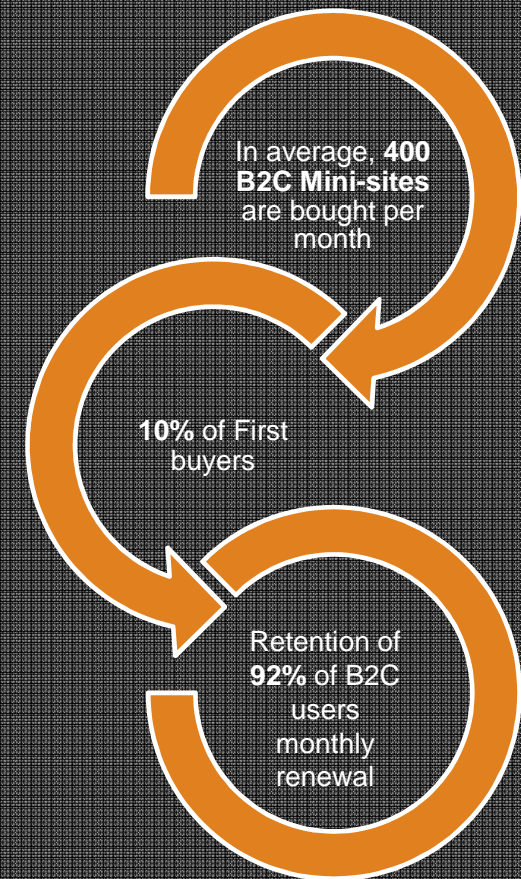 In average, 400
B2C Mini-sites
are bought per
month
10% of First
buyers
Retention of
92% of B2C
users
monthly
renewal